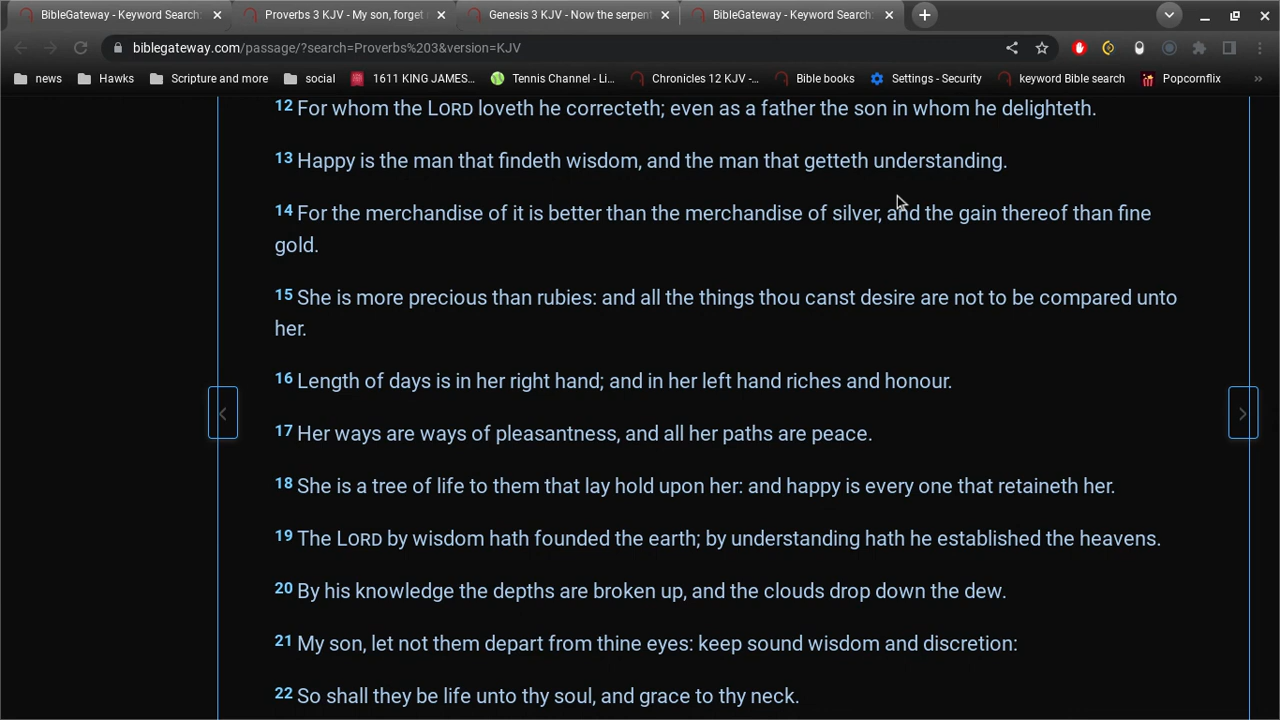 BibleGateway - Keyword Search:
Proverbs 3 KJV - My son, forget
Genesis 3 KJV - Now the serpent
BibleGateway - Keyword Search:
biblegateway.com/passage/?search=Proverbs%203&version=KJV
news
Hawks
Scripture and more
social
1611 KING JAMES...
Tennis Channel - Li...
Chronicles 12 KJV -...
Bible books
Settings - Security
keyword Bible search
Popcornflix
»
12 For whom the LORD loveth he correcteth; even as a father the son in whom he delighteth.
13 Happy is the man that findeth wisdom, and the man that getteth understanding.
14 For the merchandise of it is better than the merchandise of silver, and the gain thereof than fine
gold.
15 She is more precious than rubies: and all the things thou canst desire are not to be compared unto
her.
16 Length of days is in her right hand; and in her left hand riches and honour.
17 Her ways are ways of pleasantness, and all her paths are peace.
18 She is a tree of life to them that lay hold upon her: and happy is every one that retaineth her.
19 The LORD by wisdom hath founded the earth; by understanding hath he established the heavens.
20 By his knowledge the depths are broken up, and the clouds drop down the dew.
21 My son, let not them depart from thine eyes: keep sound wisdom and discretion:
22 So shall they be life unto thy soul, and grace to thy neck.